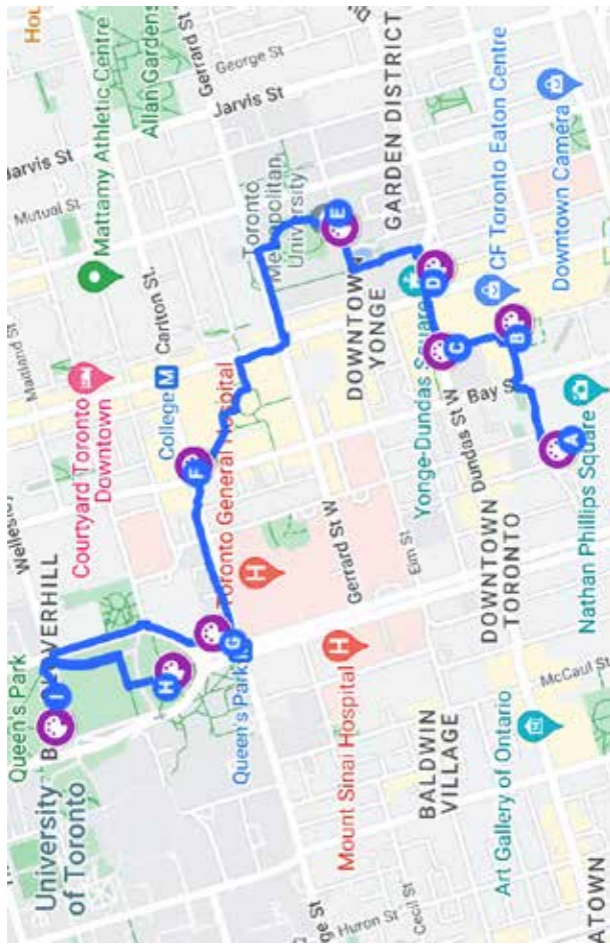 Queen's Park
Wellesley
Jarvis St
Hou
University
of Toronto
B
VERHILL
Maitland St
Mutual St
I
Courtyard Toronto
Downtown
Mattamy Athletic Centre
Allan Gardens
College
M
Carlton St.
H
F
Gerrard St
George St
Jarvis St
Queen's Park
G
Toronto General Hospital
H
Toronto
Metropolitan
University
E
Mount Sinai Hospital
H
Gerrard St W
DOWNTOWN
YONGE
GARDEN DISTRICT
Huron St
Cecil St
BALDWIN
VILLAGE
Elm St
Yonge-Dundas Square
D
C
Dundas St W
Bay S
DOWNTOWN
TORONTO
CF Toronto Eaton Centre
B
Art Gallery of Ontario
McCaul St
A
Downtown Camera
Nathan Phillips Square
ATOWN